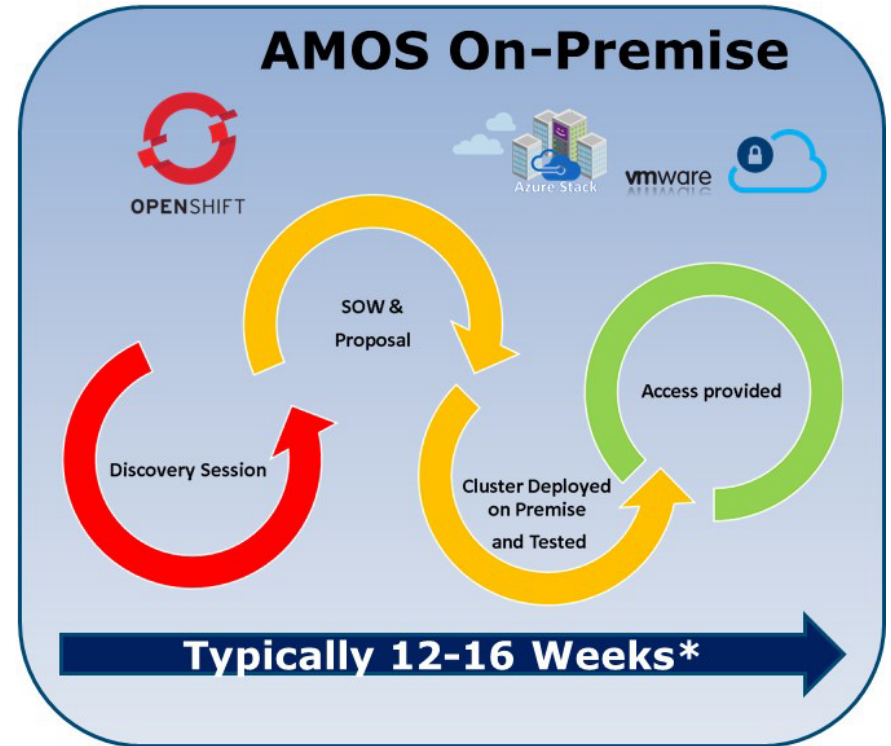 AMOS On-Premise
OPENSHIFT
Azure Stack
vmware
SOW &
Proposal
Discovery Session
Access provided
Cluster Deployed
on Premise
and Tested
Typically 12-16 Weeks*